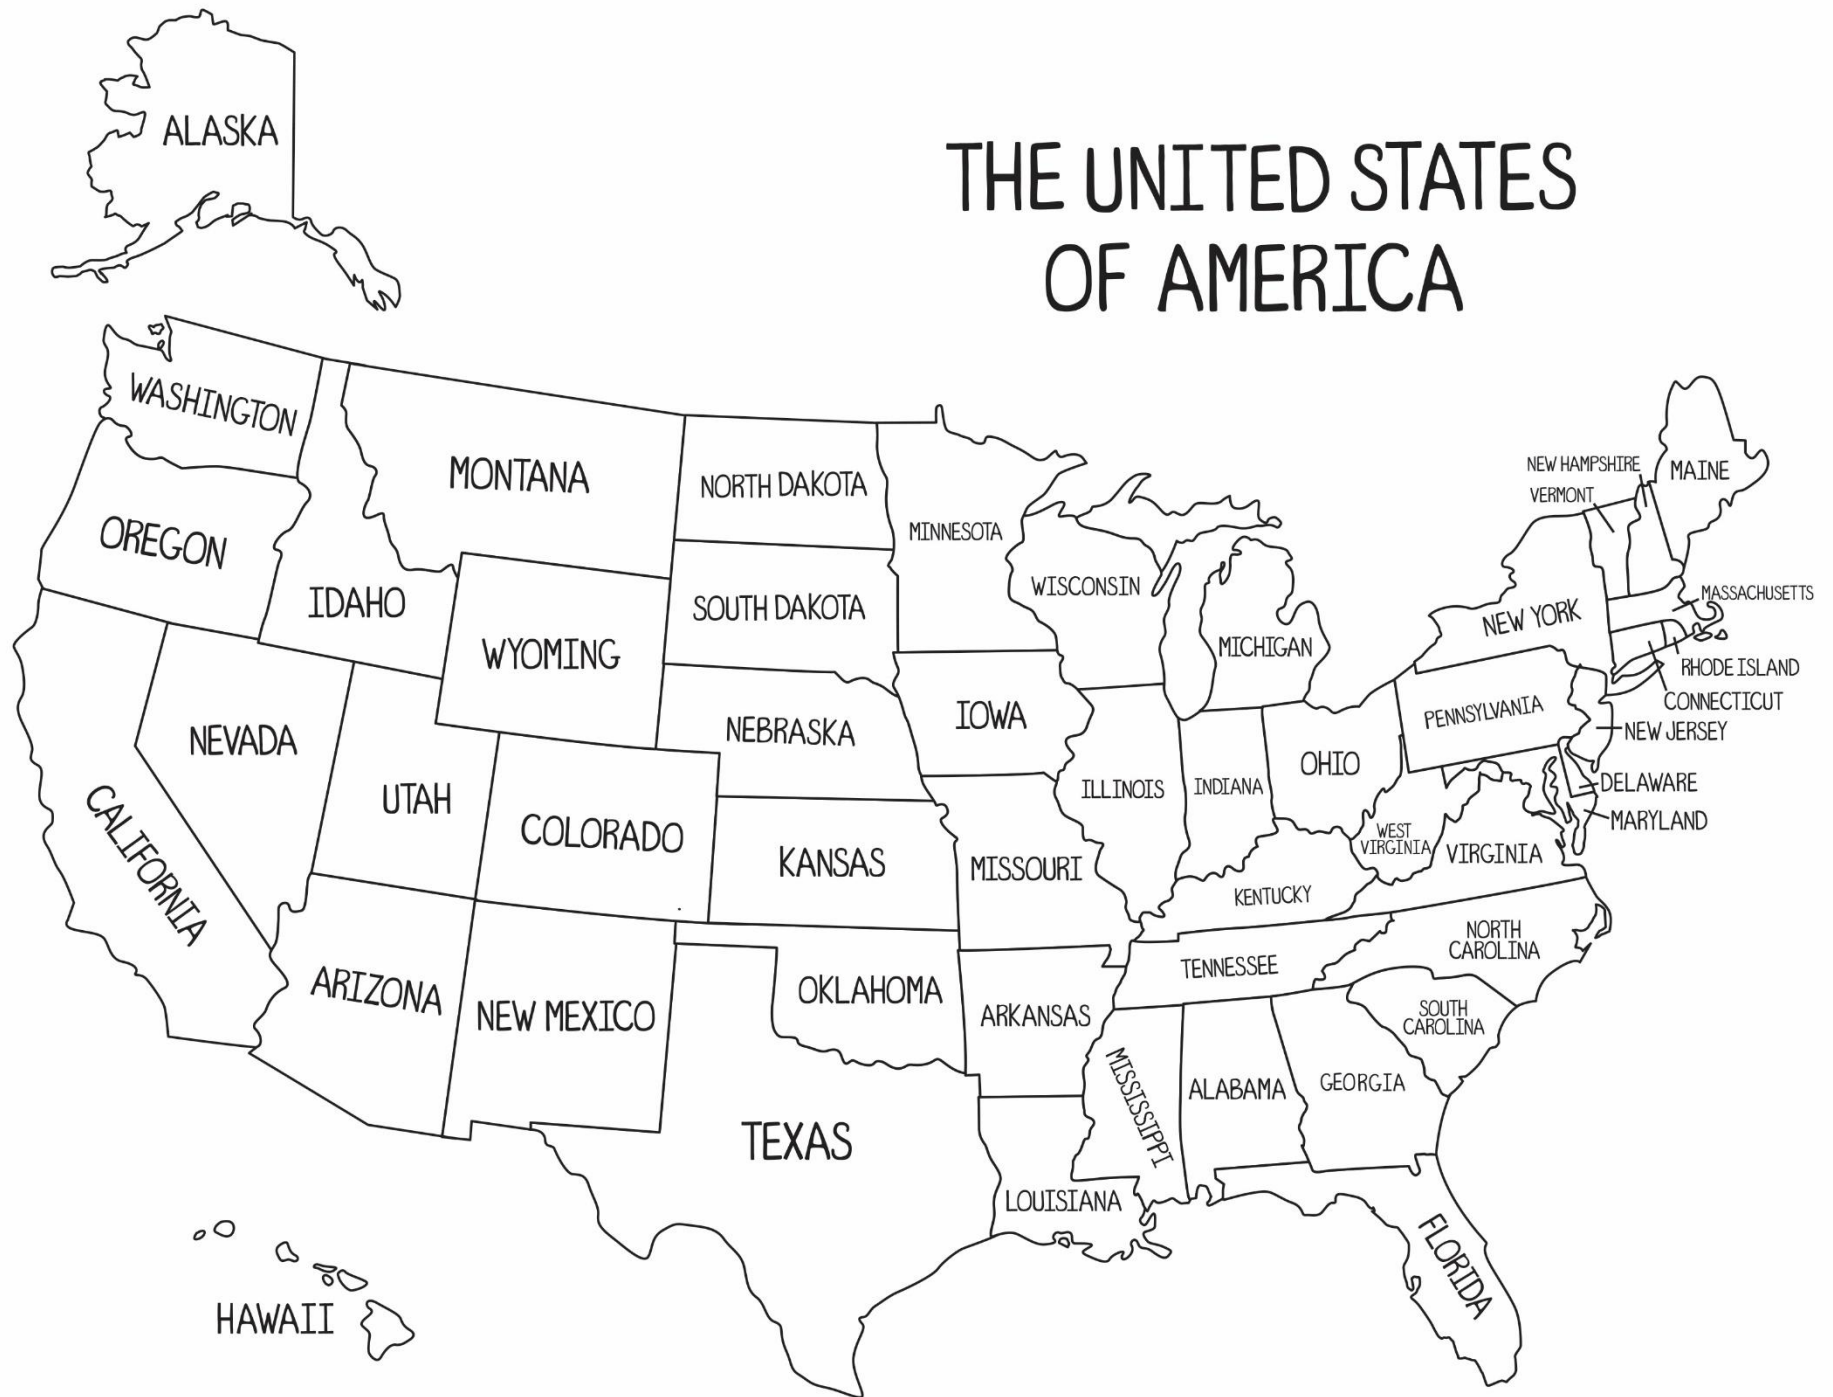 ALASKA
THE UNITED STATES
OF AMERICA
WASHINGTON
MONTANA
NORTH DAKOTA
MINNESOTA
NEW HAMPSHIRE
MAINE
VERMONT
OREGON
IDAHO
WYOMING
SOUTH DAKOTA
WISCONSIN
MICHIGAN
NEW YORK
MASSACHUSETTS
RHODE ISLAND
CONNECTICUT
NEVADA
NEBRASKA
IOWA
PENNSYLVANIA
NEW JERSEY
UTAH
COLORADO
ILLINOIS
INDIANA
OHIO
DELAWARE
MARYLAND
CALIFORNIA
KANSAS
MISSOURI
WEST
VIRGINIA
VIRGINIA
KENTUCKY
ARIZONA
NEW MEXICO
OKLAHOMA
ARKANSAS
TENNESSEE
NORTH
CAROLINA
SOUTH
CAROLINA
TEXAS
MISSISSIPPI
ALABAMA
GEORGIA
LOUISIANA
FLORIDA
HAWAII